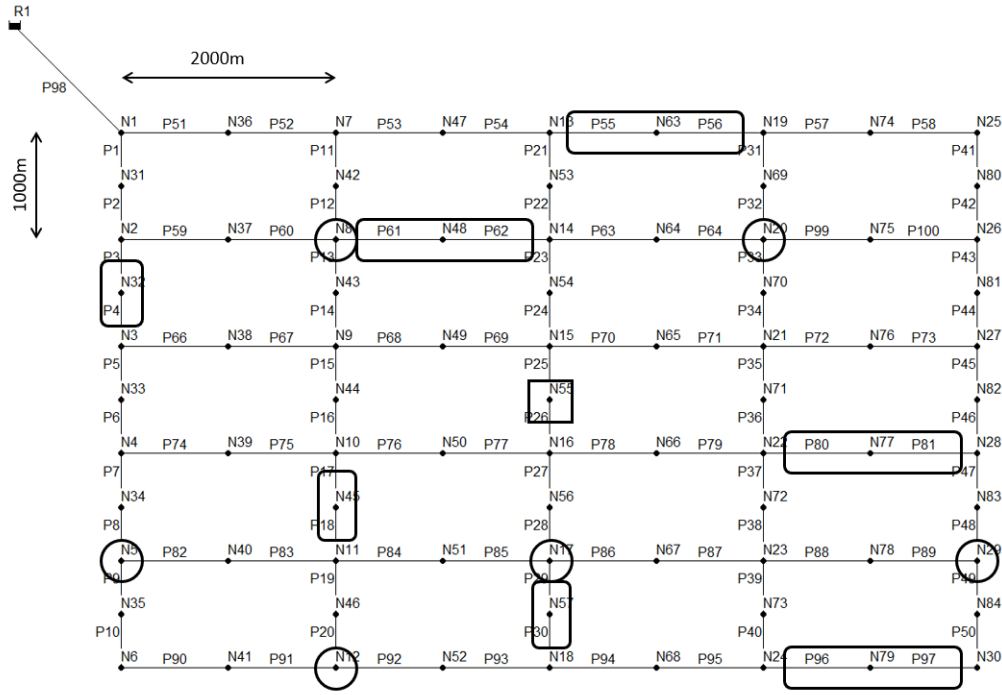 R1
2000m
P98
N1 P51 N36 P52 N7 P53 N47 P54 N13 P55 N63 P56 N19 P57 N74 P58 N25
P1 P11 P21 P31 P41
1000m
N31 N42 N53 N69 N80
P2 P12 P22 P32 P42
N2 P59 N37 P60 N8 P61 N48 P62 N14 P63 N64 P64 N20 P99 N75 P100 N26
P3 P13 P23 P33 P43
N32 N43 N54 N70 N81
P4 P14 P24 P34 P44
N3 P66 N38 P67 N9 P68 N49 P69 N15 P70 N65 P71 N21 P72 N76 P73 N27
P5 P15 P25 P35 P45
N33 N44 N55 N71 N82
P6 P16 P26 P36 P46
N4 P74 N39 P75 N10 P76 N50 P77 N16 P78 N66 P79 N22 P80 N77 P81 N28
P7 P17 P27 P37 P47
N34 N45 N56 N72 N83
P8 P18 P28 P38 P48
N5 P82 N40 P83 N11 P84 N51 P85 N17 P86 N67 P87 N23 P88 N78 P89 N29
P9 P19 P29 P39 P49
N35 N46 N57 N73 N84
P10 P20 P30 P40 P50
N6 P90 N41 P91 N12 P92 N52 P93 N18 P94 N68 P95 N24 P96 N79 P97 N30